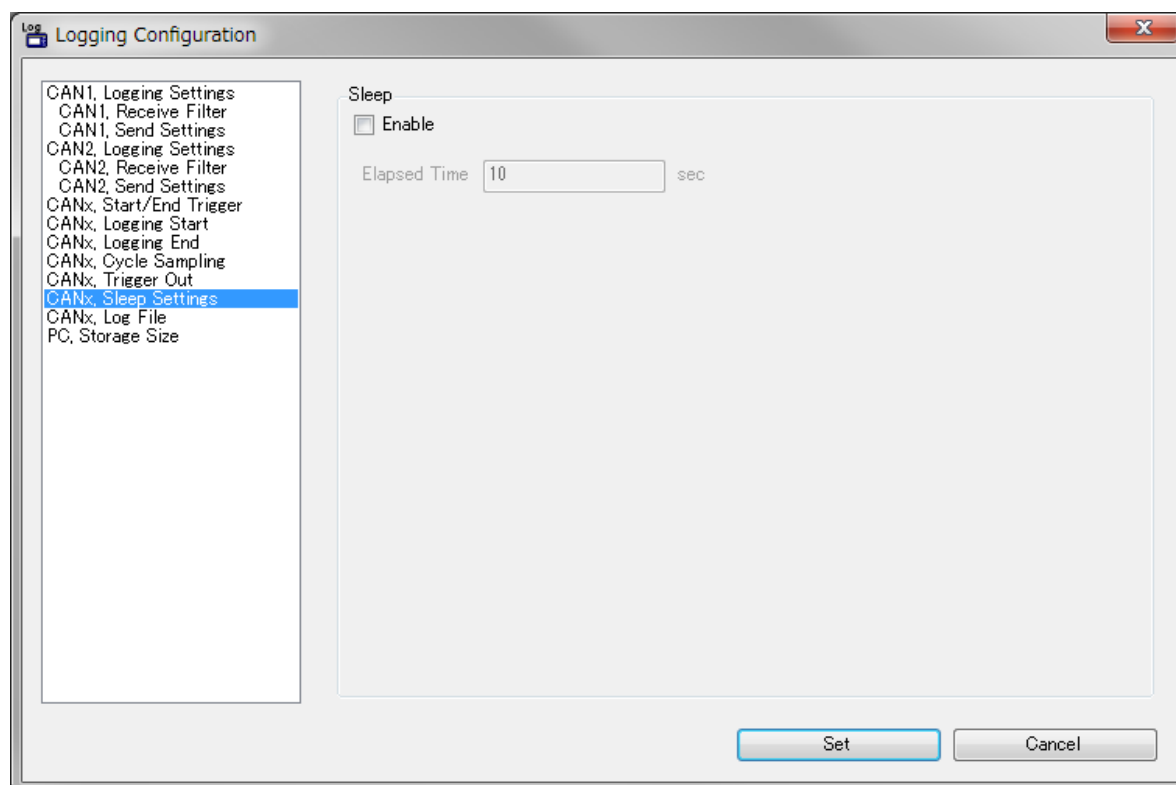 Log
Logging Configuration
CAN1, Logging Settings
CAN1, Receive Filter
CAN1, Send Settings
CAN2, Logging Settings
CAN2, Receive Filter
CAN2, Send Settings
CANx, Start/End Trigger
CANx, Logging Start
CANx, Logging End
CANx, Cycle Sampling
CANx, Trigger Out
CANx, Sleep Settings
CANx, Log File
PC, Storage Size
Sleep
Enable
Elapsed Time 10 sec
Set Cancel